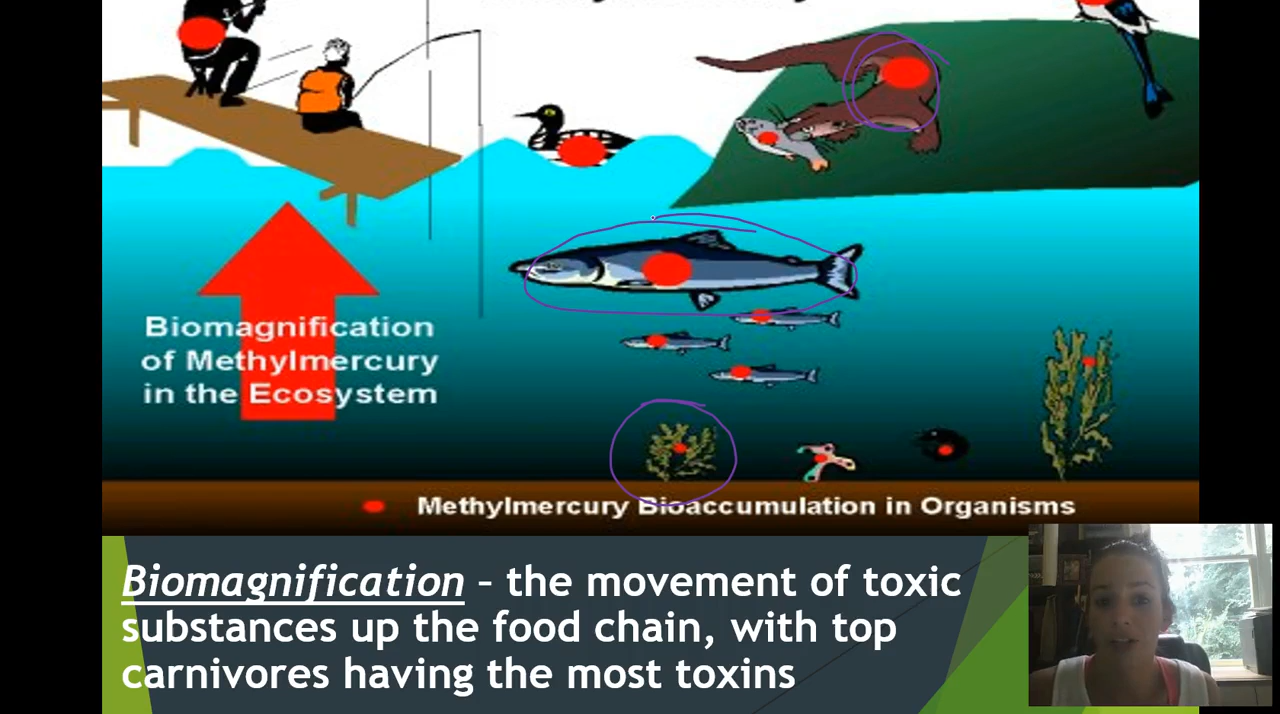 Biomagnification
of Methylmercury
in the Ecosystem
Methylmercury Bioaccumulation in Organisms
Biomagnification – the movement of toxic
substances up the food chain, with top
carnivores having the most toxins